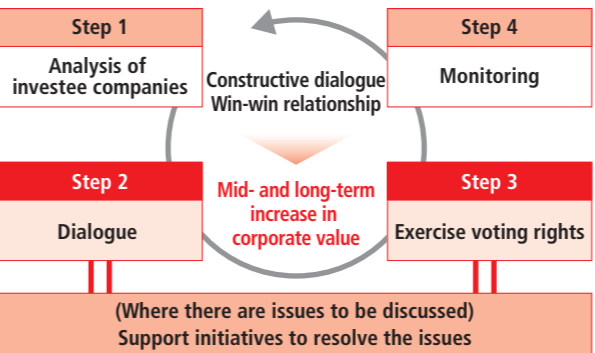 Step 1
Analysis of
investee companies
Step 4
Monitoring
Constructive dialogue
Win-win relationship
Mid- and long-term
increase in
corporate value
Step 2
Dialogue
Step 3
Exercise voting rights
(Where there are issues to be discussed)
Support initiatives to resolve the issues